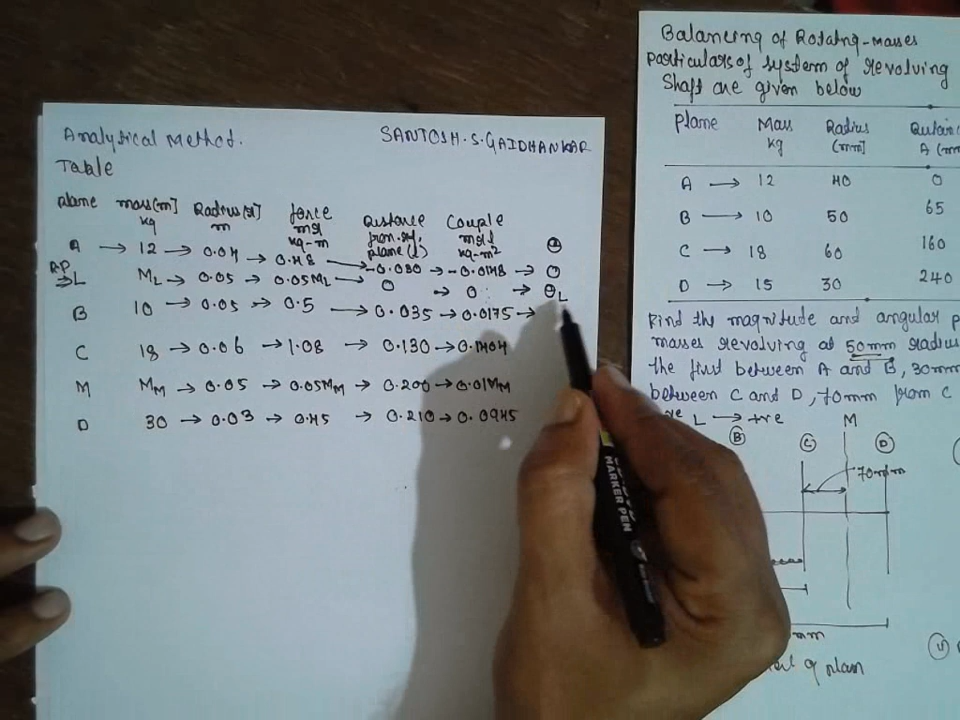 Analytical Method.
SANTOSH.S.GAIDHANKAR
Table
Plane mass(m) kg Radius(r) m force mr kg-m Distance from ref. plane (l) Couple mrl kg-m²
A → 12 → 0.04 → 0.48 → -0.030 → -0.0148 → 0
R.P L M_L → 0.05 → 0.05M_L → 0 → 0 → θ_L
B 10 → 0.05 → 0.5 → 0.035 → 0.0175 →
C 18 → 0.06 → 1.08 → 0.130 → 0.1404
M M_M → 0.05 → 0.05M_M → 0.200 → 0.01M_M
D 30 → 0.03 → 0.45 → 0.210 → 0.0945
Balancing of Rotating-masses
Particulars of system of revolving
Shaft are given below
Plane Mass kg Radius (mm)
A → 12 40 0
B → 10 50 65
C → 18 60 160
D → 15 30 240
Find the magnitude and angular
masses revolving at 50mm
the first between A and B, 30mm
between C and D, 70mm from C
L → +ve M
B C D
70mm
mm
of plan